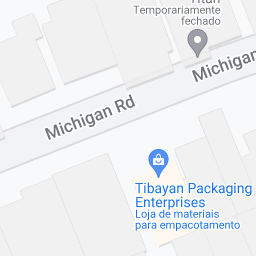 Temporariamente
fechado
Michigan
Michigan Rd
Tibayan Packaging
Enterprises
Loja de materiais
para empacotamento